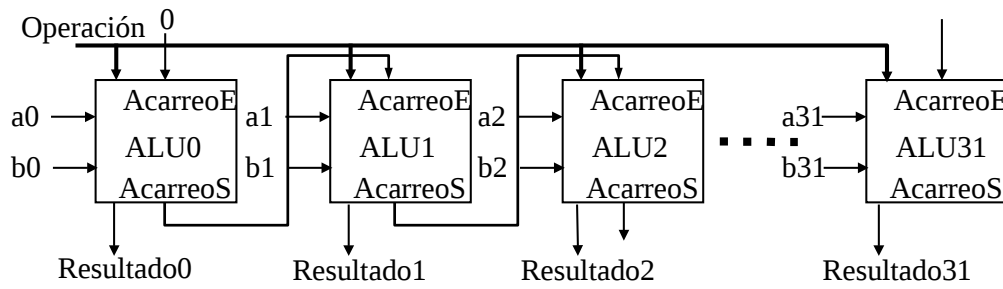 Operación 0
AcarreoE AcarreoE AcarreoE AcarreoE
a0 a1 a2 a31
ALU0 ALU1 ALU2 ALU31
b0 b1 b2 b31
AcarreoS AcarreoS AcarreoS AcarreoS
Resultado0 Resultado1 Resultado2 Resultado31